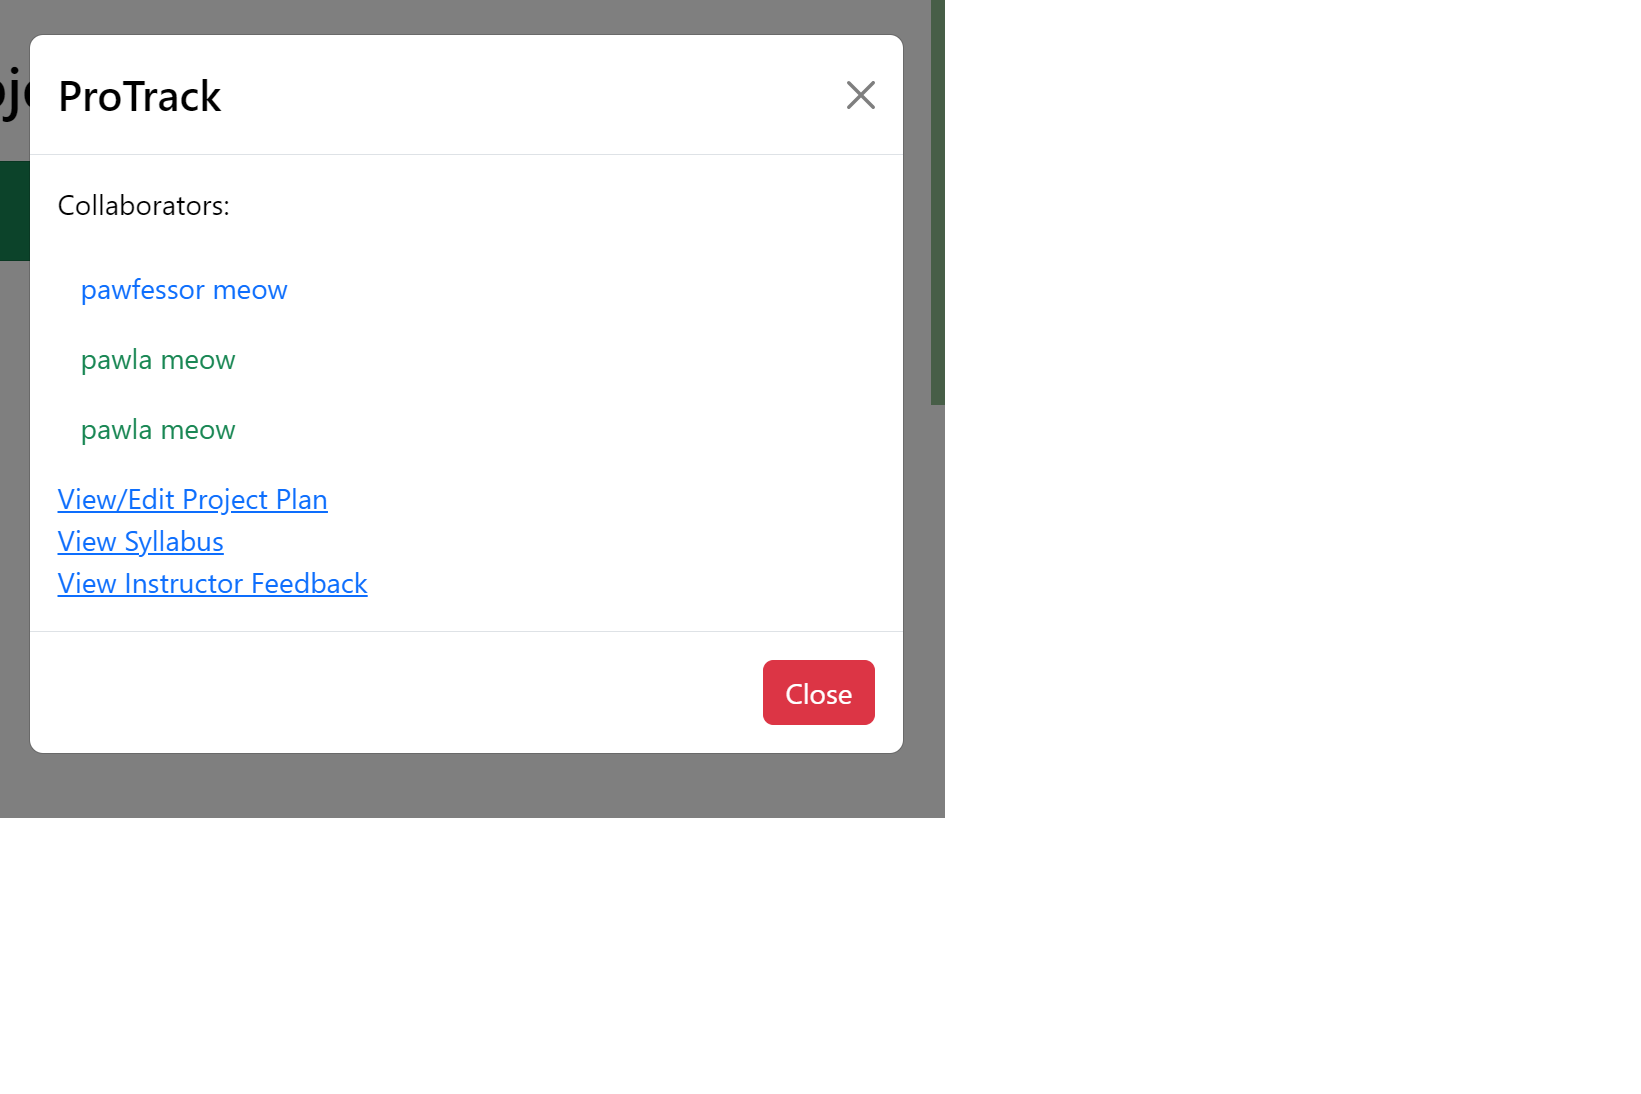 ProTrack
Collaborators:
pawfessor meow
pawla meow
pawla meow
View/Edit Project Plan
View Syllabus
View Instructor Feedback
Close